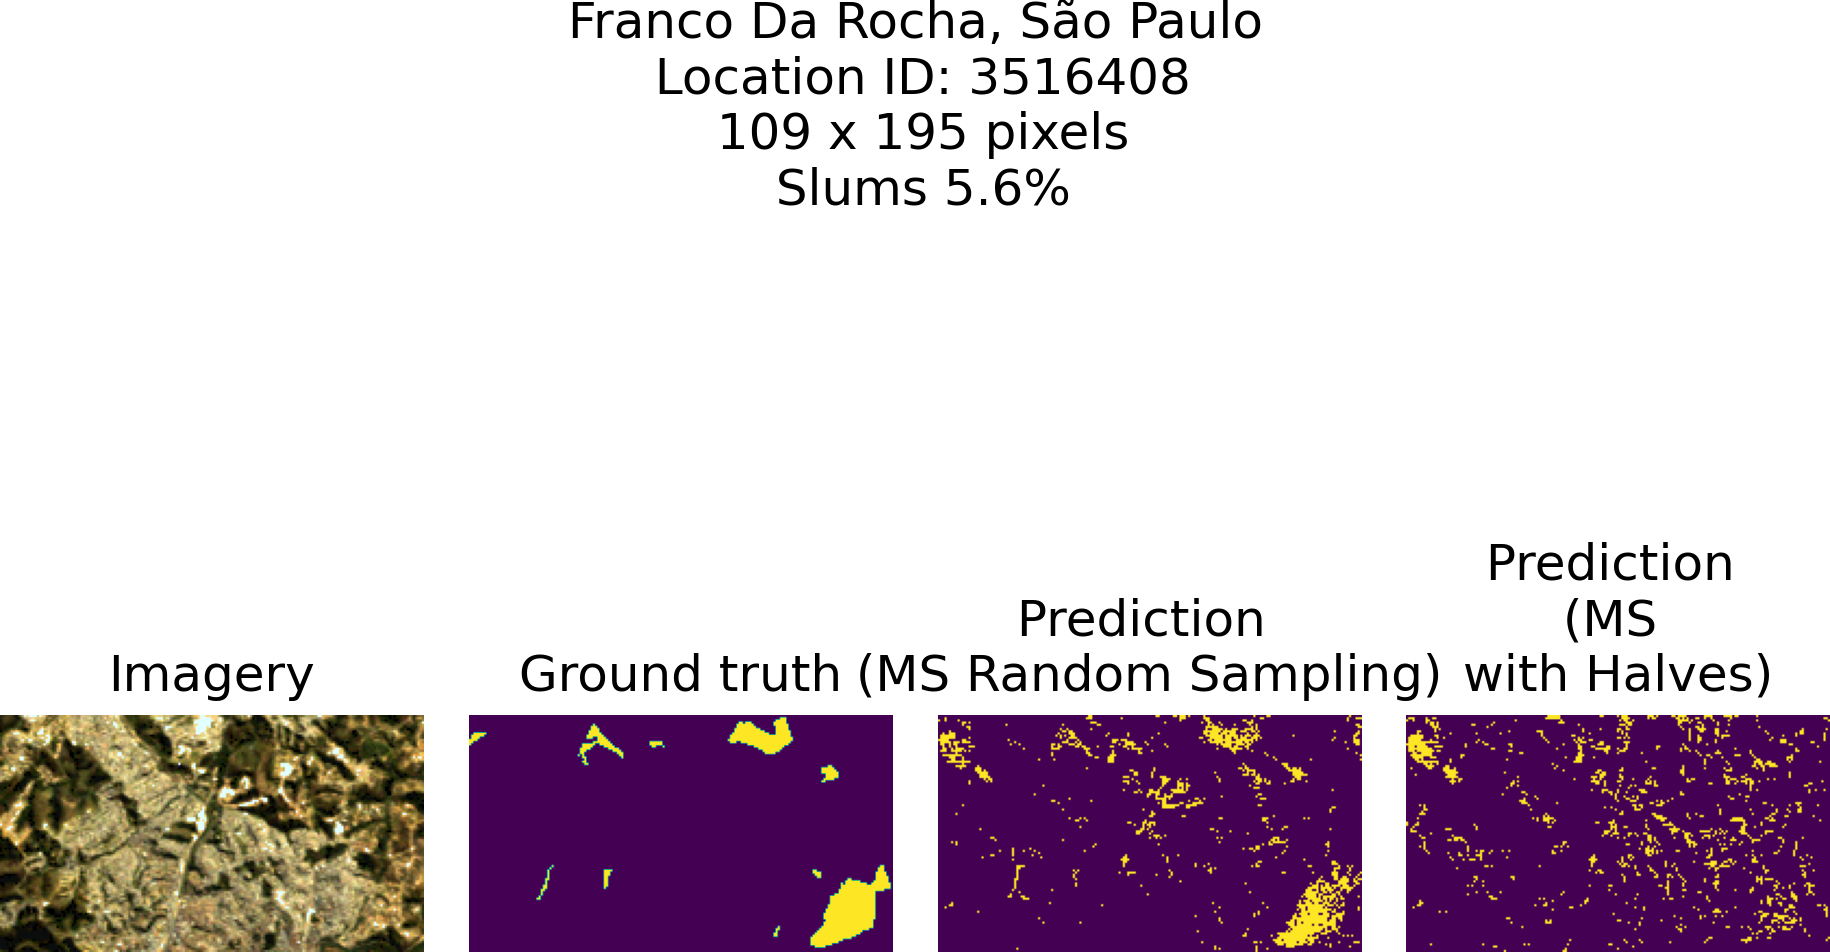 Franco Da Rocha, São Paulo
Location ID: 3516408
109 x 195 pixels
Slums 5.6%
Imagery
Ground truth
Prediction
(MS Random Sampling)
Prediction
(MS
with Halves)